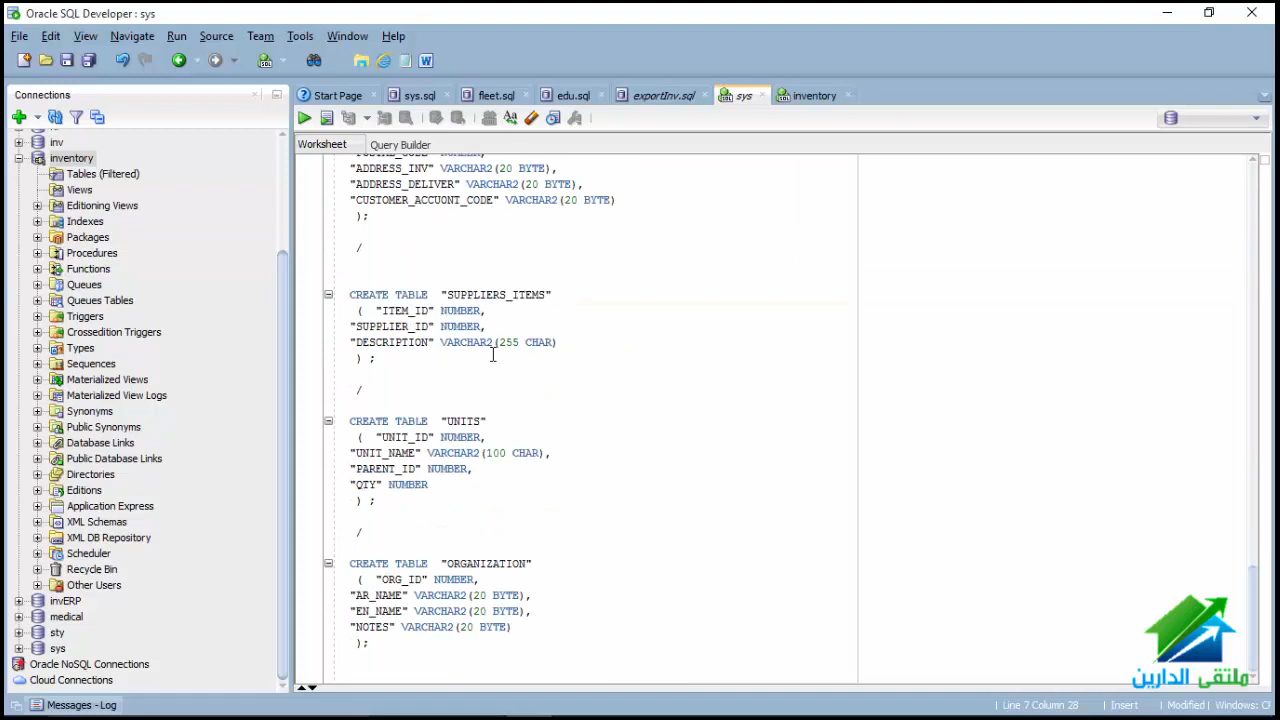 Oracle SQL Developer : sys
File Edit View Navigate Run Source Team Tools Window Help
Connections
Start Page
sys.sql
fleet.sql
edu.sql
exportInv.sql
sys
inventory
Worksheet
Query Builder
inv
inventory
Tables (Filtered)
Views
Editioning Views
Indexes
Packages
Procedures
Functions
Queues
Queues Tables
Triggers
Crossedition Triggers
Types
Sequences
Materialized Views
Materialized View Logs
Synonyms
Public Synonyms
Database Links
Public Database Links
Directories
Editions
Application Express
XML Schemas
XML DB Repository
Scheduler
Recycle Bin
Other Users
invERP
medical
sty
sys
Oracle NoSQL Connections
Cloud Connections
"ADDRESS_INV" VARCHAR2(20 BYTE),
"ADDRESS_DELIVER" VARCHAR2(20 BYTE),
"CUSTOMER_ACCUONT_CODE" VARCHAR2(20 BYTE)
);
/
CREATE TABLE "SUPPLIERS_ITEMS"
( "ITEM_ID" NUMBER,
"SUPPLIER_ID" NUMBER,
"DESCRIPTION" VARCHAR2(255 CHAR)
) ;
/
CREATE TABLE "UNITS"
( "UNIT_ID" NUMBER,
"UNIT_NAME" VARCHAR2(100 CHAR),
"PARENT_ID" NUMBER,
"QTY" NUMBER
) ;
/
CREATE TABLE "ORGANIZATION"
( "ORG_ID" NUMBER,
"AR_NAME" VARCHAR2(20 BYTE),
"EN_NAME" VARCHAR2(20 BYTE),
"NOTES" VARCHAR2(20 BYTE)
);
ملتقى الدارين
Messages - Log
Line 7 Column 28
Insert
Modified
Windows: CF